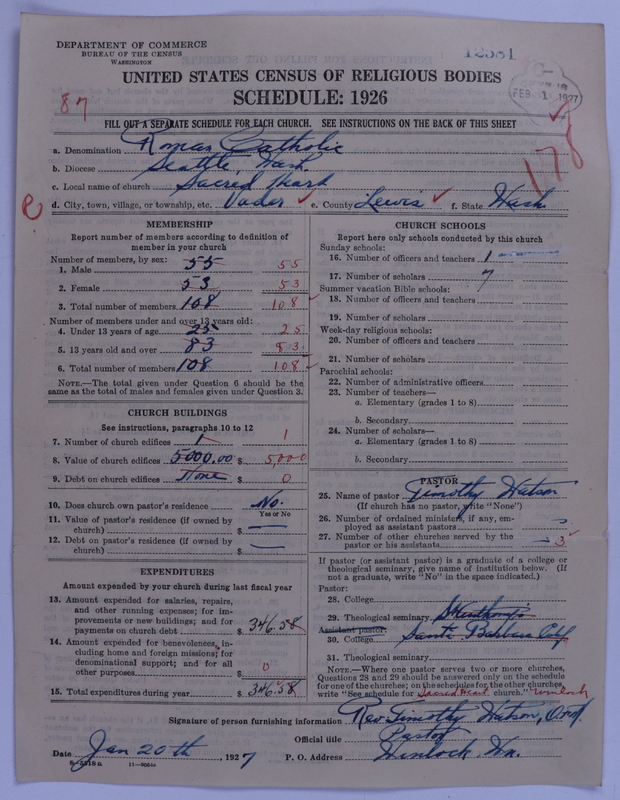 DEPARTMENT OF COMMERCE
BUREAU OF THE CENSUS
WASHINGTON
12381
UNITED STATES CENSUS OF RELIGIOUS BODIES
SCHEDULE: 1926
FEB 1 1927
87
178
FILL OUT A SEPARATE SCHEDULE FOR EACH CHURCH. SEE INSTRUCTIONS ON THE BACK OF THIS SHEET
a. Denomination Roman Catholic
b. Diocese Seattle, Wash.
c. Local name of church Sacred Heart
d. City, town, village, or township, etc. Vader e. County Lewis f. State Wash
MEMBERSHIP
Report number of members according to definition of
member in your church
Number of members, by sex:
1. Male 55 55
2. Female 53 53
3. Total number of members 108 108
Number of members under and over 13 years old:
4. Under 13 years of age 25 25
5. 13 years old and over 83 83
6. Total number of members 108 108
NOTE.—The total given under Question 6 should be the
same as the total of males and females given under Question 3.
CHURCH BUILDINGS
See instructions, paragraphs 10 to 12
7. Number of church edifices 1 1
8. Value of church edifices 5000.00 $ 5,000
9. Debt on church edifices None $ 0
10. Does church own pastor's residence No.
Yes or No
11. Value of pastor's residence (if owned by
church) $ —
12. Debt on pastor's residence (if owned by
church) $ —
EXPENDITURES
Amount expended by your church during last fiscal year
13. Amount expended for salaries, repairs,
and other running expenses; for im-
provements or new buildings; and for
payments on church debt $ 346.58
14. Amount expended for benevolences, in-
cluding home and foreign missions; for
denominational support; and for all
other purposes $ 0
15. Total expenditures during year $ 346.58
CHURCH SCHOOLS
Report here only schools conducted by this church
Sunday schools:
16. Number of officers and teachers 1
17. Number of scholars 7
Summer vacation Bible schools:
18. Number of officers and teachers
19. Number of scholars
Week-day religious schools:
20. Number of officers and teachers
21. Number of scholars
Parochial schools:
22. Number of administrative officers
23. Number of teachers—
a. Elementary (grades 1 to 8)
b. Secondary
24. Number of scholars—
a. Elementary (grades 1 to 8)
b. Secondary
PASTOR
25. Name of pastor Timothy Watson
(If church has no pastor, write "None")
26. Number of ordained ministers, if any, em-
ployed as assistant pastors —
27. Number of other churches served by the
pastor or his assistants — 3
If pastor (or assistant pastor) is a graduate of a college or
theological seminary, give name of institution below. (If
not a graduate, write "No" in the space indicated.)
Pastor:
28. College
29. Theological seminary
Assistant pastor:
30. College Santa Barbara Calif
31. Theological seminary
NOTE.—Where one pastor serves two or more churches,
Questions 28 and 29 should be answered only on the schedule
for one of the churches; on the schedules for the other churches,
write "See schedule for Sacred Heart church." Winlock
Signature of person furnishing information Rev. Timothy Watson, O.F.M.
Official title Pastor
Date Jan 20th, 1927 P. O. Address Winlock, Wn.
8-5518a 11-9054a